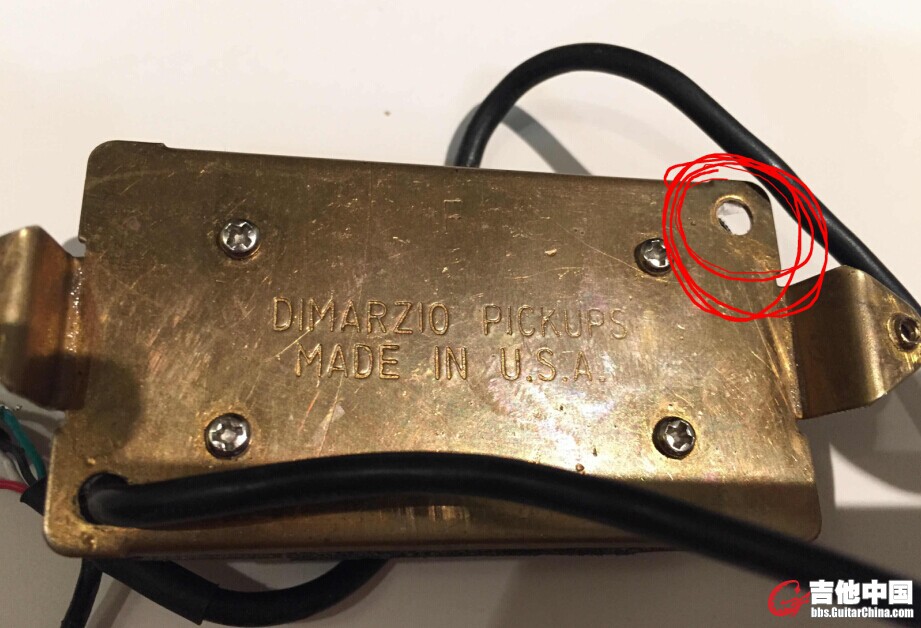 DIMARZIO PICKUPS
MADE IN U.S.A.
吉他中国
bbs.GuitarChina.com